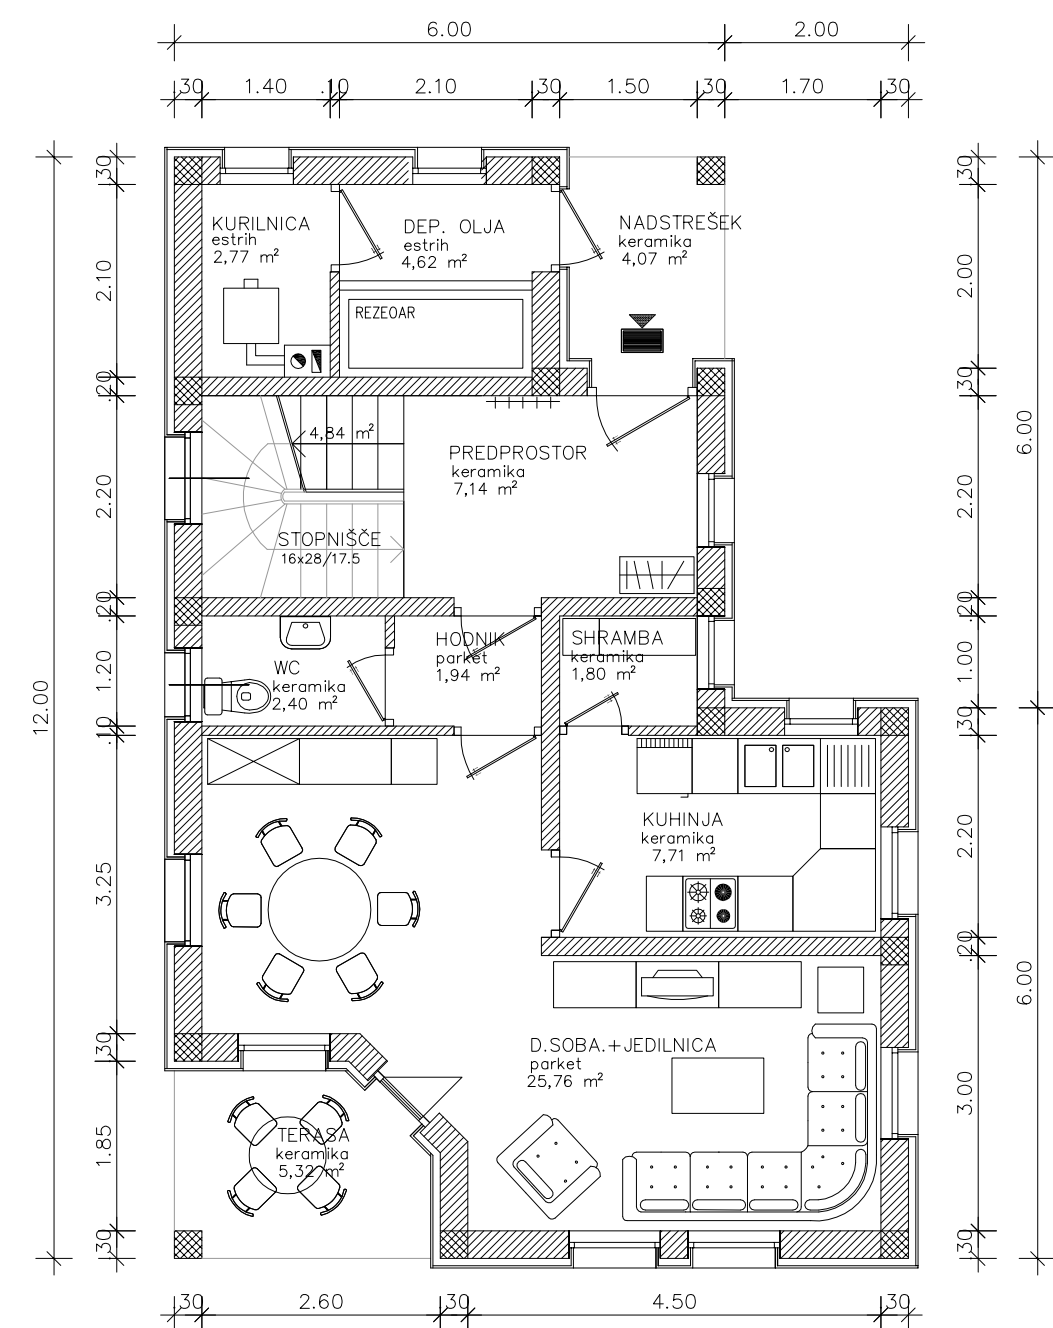 6.00
2.00
.30
1.40
.10
2.10
.30
1.50
.30
1.70
.30
.30
2.10
.20
2.20
.20
1.20
.10
3.25
.30
1.85
.30
12.00
KURILNICA
estrih
2,77 m²
DEP. OLJA
estrih
4,62 m²
NADSTREŠEK
keramika
4,07 m²
REZEOAR
4,84 m²
PREDPROSTOR
keramika
7,14 m²
STOPNIŠČE
16x28/17.5
HODNIK
parket
1,94 m²
SHRAMBA
keramika
1,80 m²
WC
keramika
2,40 m²
KUHINJA
keramika
7,71 m²
D.SOBA.+JEDILNICA
parket
25,76 m²
TERASA
keramika
5,32 m²
.30
2.00
.30
2.20
.20
1.00
.30
2.20
.20
3.00
.30
6.00
6.00
.30
2.60
.30
4.50
.30